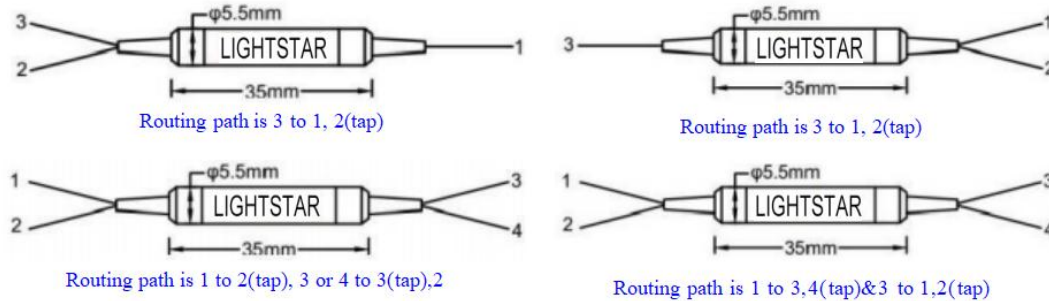 φ5.5mm
3
2
LIGHTSTAR
1
35mm
Routing path is 3 to 1, 2(tap)
φ5.5mm
3
LIGHTSTAR
1
2
35mm
Routing path is 3 to 1, 2(tap)
φ5.5mm
1
2
LIGHTSTAR
3
4
35mm
Routing path is 1 to 2(tap), 3 or 4 to 3(tap),2
φ5.5mm
1
2
LIGHTSTAR
3
4
35mm
Routing path is 1 to 3,4(tap)&3 to 1,2(tap)